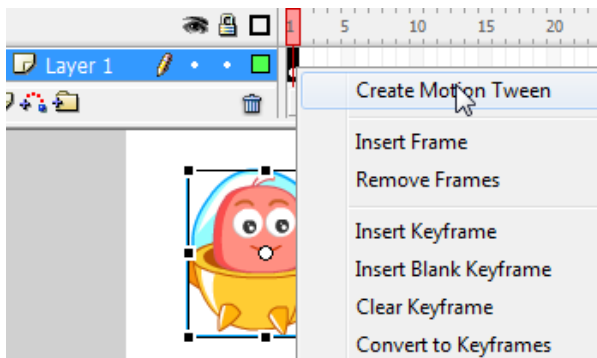 1 5 10 15 20
Layer 1
Create Motion Tween
Insert Frame
Remove Frames
Insert Keyframe
Insert Blank Keyframe
Clear Keyframe
Convert to Keyframes